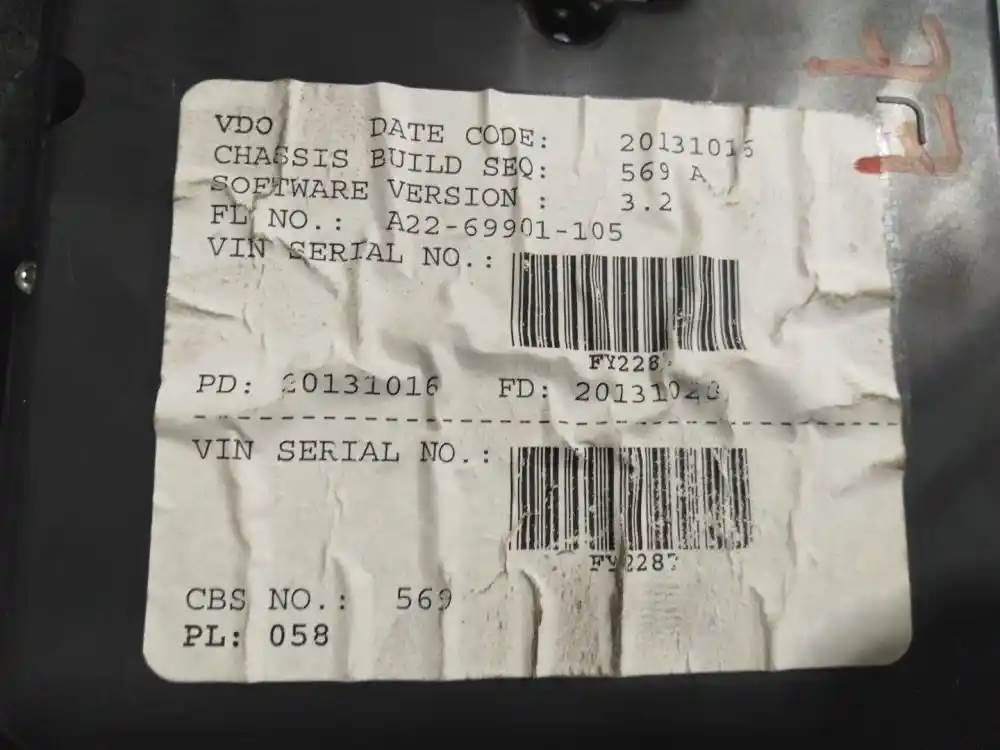 VDO DATE CODE: 20131016
CHASSIS BUILD SEQ: 569 A
SOFTWARE VERSION : 3.2
FL NO.: A22-69901-105
VIN SERIAL NO.:
PD: 20131016 FD:
VIN SERIAL NO.:
CBS NO.: 569
PL: 058